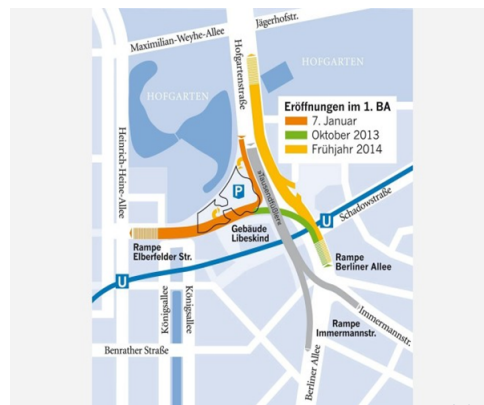 Jägerhofstr.
Maximilian-Weyhe-Allee
Hofgartenstraße
HOFGARTEN
HOFGARTEN
Eröffnungen im 1. BA
7. Januar
Oktober 2013
Frühjahr 2014
Heinrich-Heine-Allee
P
»Tausendfüßler«
U
Schadowstraße
Gebäude
Libeskind
Rampe
Elberfelder Str.
Rampe
Berliner Allee
U
Königsallee
Königsallee
Rampe
Immermannstr.
Immermannstr.
Benrather Straße
Berliner Allee